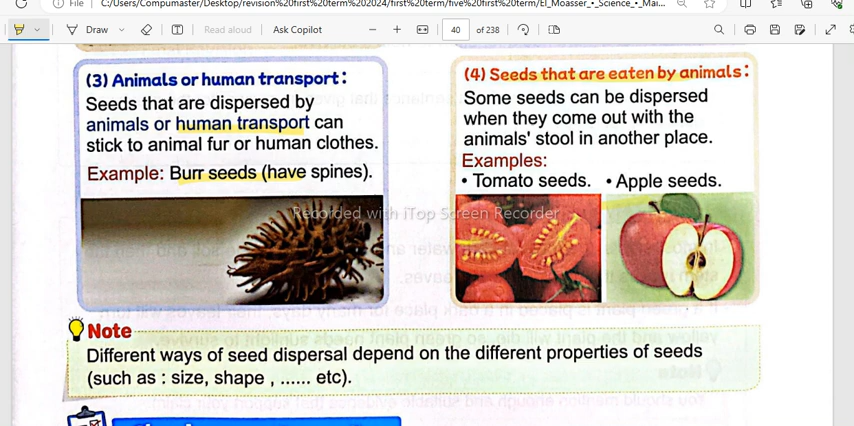 File
C:/Users/Compumaster/Desktop/revision%20first%20term%202024/first%20term/five%20first%20term/El_Moasser_•_Science_•_Mai...
Draw
Read aloud
Ask Copilot
40 of 238
(3) Animals or human transport:
Seeds that are dispersed by
animals or human transport can
stick to animal fur or human clothes.
Example: Burr seeds (have spines).
(4) Seeds that are eaten by animals:
Some seeds can be dispersed
when they come out with the
animals' stool in another place.
Examples:
• Tomato seeds. • Apple seeds.
Recorded with iTop Screen Recorder
Note
Different ways of seed dispersal depend on the different properties of seeds
(such as : size, shape , ...... etc).